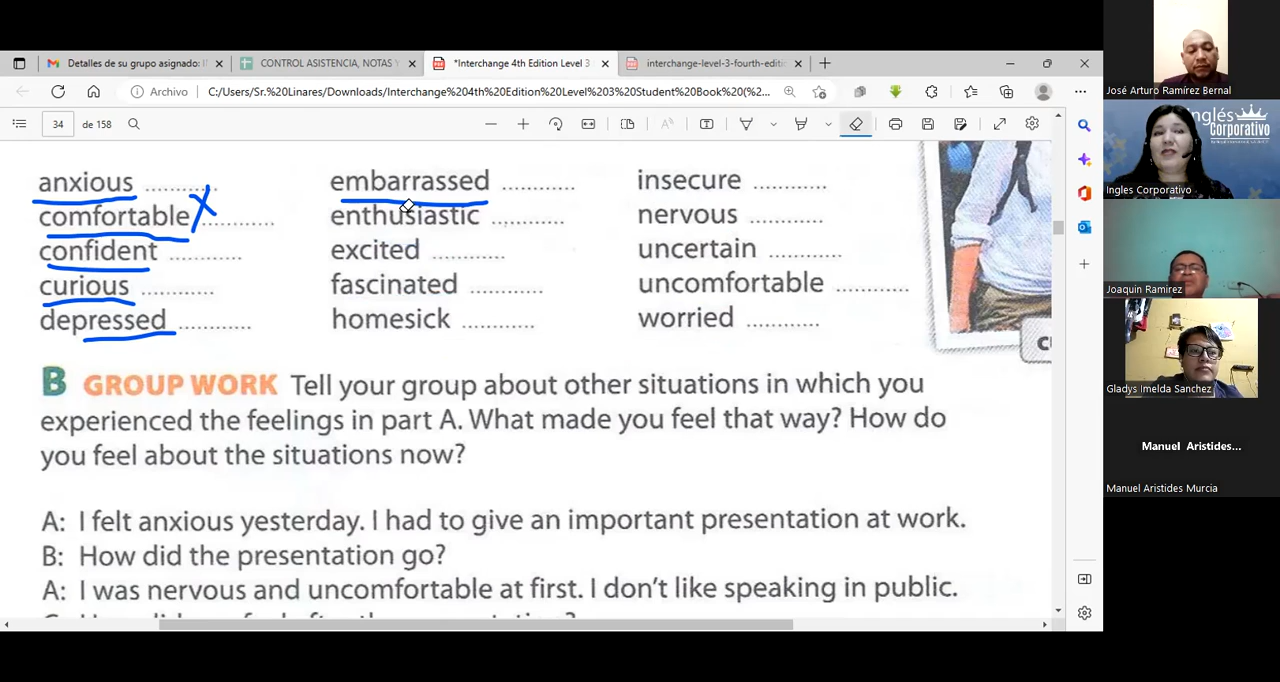 Detalles de su grupo asignado: I
CONTROL ASISTENCIA, NOTAS Y
*Interchange 4th Edition Level 3
interchange-level-3-fourth-editi
Archivo
C:/Users/Sr.%20Linares/Downloads/Interchange%204th%20Edition%20Level%203%20Student%20Book%20(%2...
34
de 158
anxious ............
comfortable ............
confident ............
curious ............
depressed ............
embarrassed ............
enthusiastic ............
excited ............
fascinated ............
homesick ............
insecure ............
nervous ............
uncertain ............
uncomfortable ............
worried ............
B GROUP WORK Tell your group about other situations in which you
experienced the feelings in part A. What made you feel that way? How do
you feel about the situations now?
A: I felt anxious yesterday. I had to give an important presentation at work.
B: How did the presentation go?
A: I was nervous and uncomfortable at first. I don't like speaking in public.
José Arturo Ramírez Bernal
Inglés
Corporativo
Ingles Corporativo
Joaquin Ramirez
Gladys Imelda Sanchez
Manuel Aristides...
Manuel Aristides Murcia